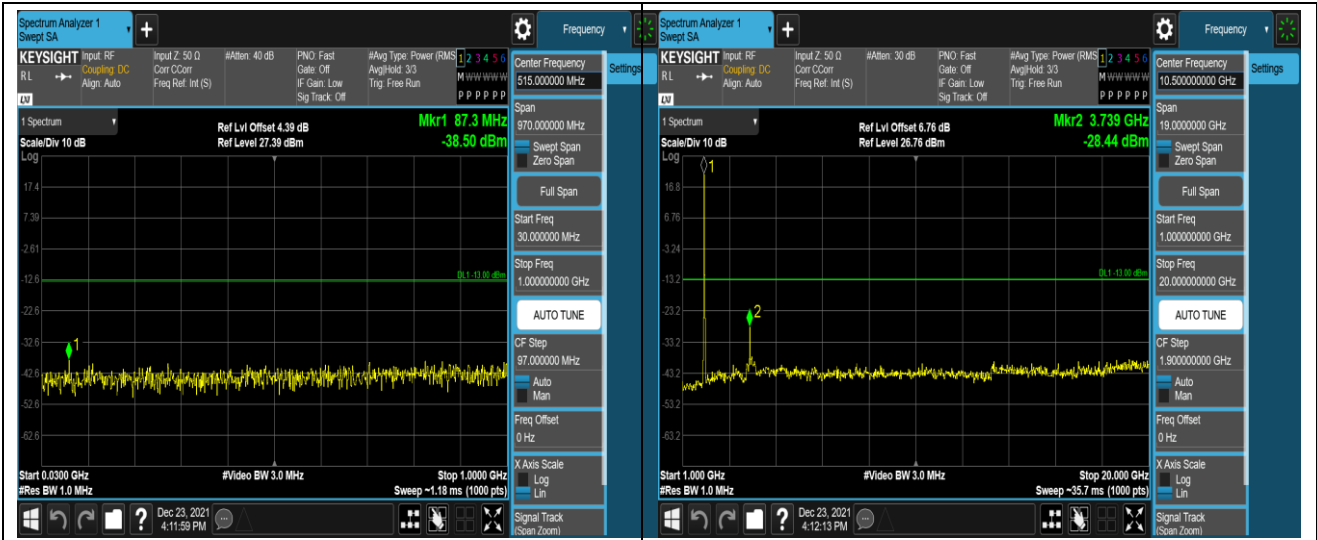 Spectrum Analyzer 1
Swept SA
+
Frequency
KEYSIGHT
RL
LXI
Input: RF
Coupling: DC
Align: Auto
Input Z: 50 Ω
Corr CCorr
Freq Ref: Int (S)
#Atten: 40 dB
PNO: Fast
Gate: Off
IF Gain: Low
Sig Track: Off
#Avg Type: Power (RMS
Avg|Hold: 3/3
Trig: Free Run
1 2 3 4 5 6
M W W W W W
P P P P P P
1 Spectrum
Scale/Div 10 dB
Ref Lvl Offset 4.39 dB
Ref Level 27.39 dBm
Mkr1 87.3 MHz
-38.50 dBm
Log
17.4
7.39
-2.61
-12.6
-22.6
-32.6
-42.6
-52.6
-62.6
DL1 -13.00 dBm
1
Start 0.0300 GHz
#Res BW 1.0 MHz
#Video BW 3.0 MHz
Stop 1.0000 GHz
Sweep ~1.18 ms (1000 pts)
Dec 23, 2021
4:11:59 PM
?
Center Frequency
515.000000 MHz
Settings
Span
970.000000 MHz
Swept Span
Zero Span
Full Span
Start Freq
30.000000 MHz
Stop Freq
1.000000000 GHz
AUTO TUNE
CF Step
97.000000 MHz
Auto
Man
Freq Offset
0 Hz
X Axis Scale
Log
Lin
Signal Track
(Span Zoom)
Spectrum Analyzer 1
Swept SA
+
Frequency
KEYSIGHT
RL
LXI
Input: RF
Coupling: DC
Align: Auto
Input Z: 50 Ω
Corr CCorr
Freq Ref: Int (S)
#Atten: 30 dB
PNO: Fast
Gate: Off
IF Gain: Low
Sig Track: Off
#Avg Type: Power (RMS
Avg|Hold: 3/3
Trig: Free Run
1 2 3 4 5 6
M W W W W W
P P P P P P
1 Spectrum
Scale/Div 10 dB
Ref Lvl Offset 6.76 dB
Ref Level 26.76 dBm
Mkr2 3.739 GHz
-28.44 dBm
Log
16.8
6.76
-3.24
-13.2
-23.2
-33.2
-43.2
-53.2
-63.2
DL1 -13.00 dBm
1
2
Start 1.000 GHz
#Res BW 1.0 MHz
#Video BW 3.0 MHz
Stop 20.000 GHz
Sweep ~35.7 ms (1000 pts)
Dec 23, 2021
4:12:13 PM
?
Center Frequency
10.500000000 GHz
Settings
Span
19.0000000 GHz
Swept Span
Zero Span
Full Span
Start Freq
1.000000000 GHz
Stop Freq
20.000000000 GHz
AUTO TUNE
CF Step
1.900000000 GHz
Auto
Man
Freq Offset
0 Hz
X Axis Scale
Log
Lin
Signal Track
(Span Zoom)